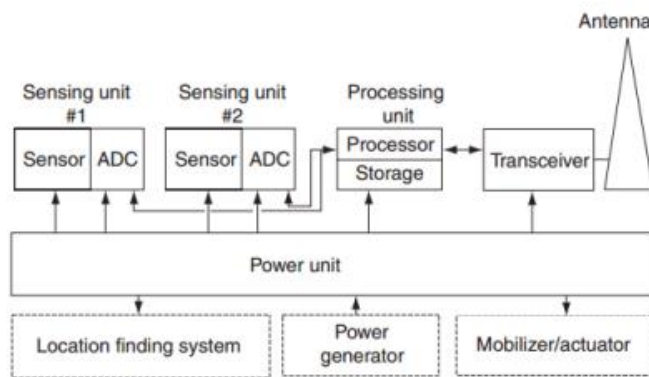 Antenna
Sensing unit
#1
Sensing unit
#2
Processing
unit
Sensor
ADC
Sensor
ADC
Processor
Storage
Transceiver
Power unit
Location finding system
Power
generator
Mobilizer/actuator